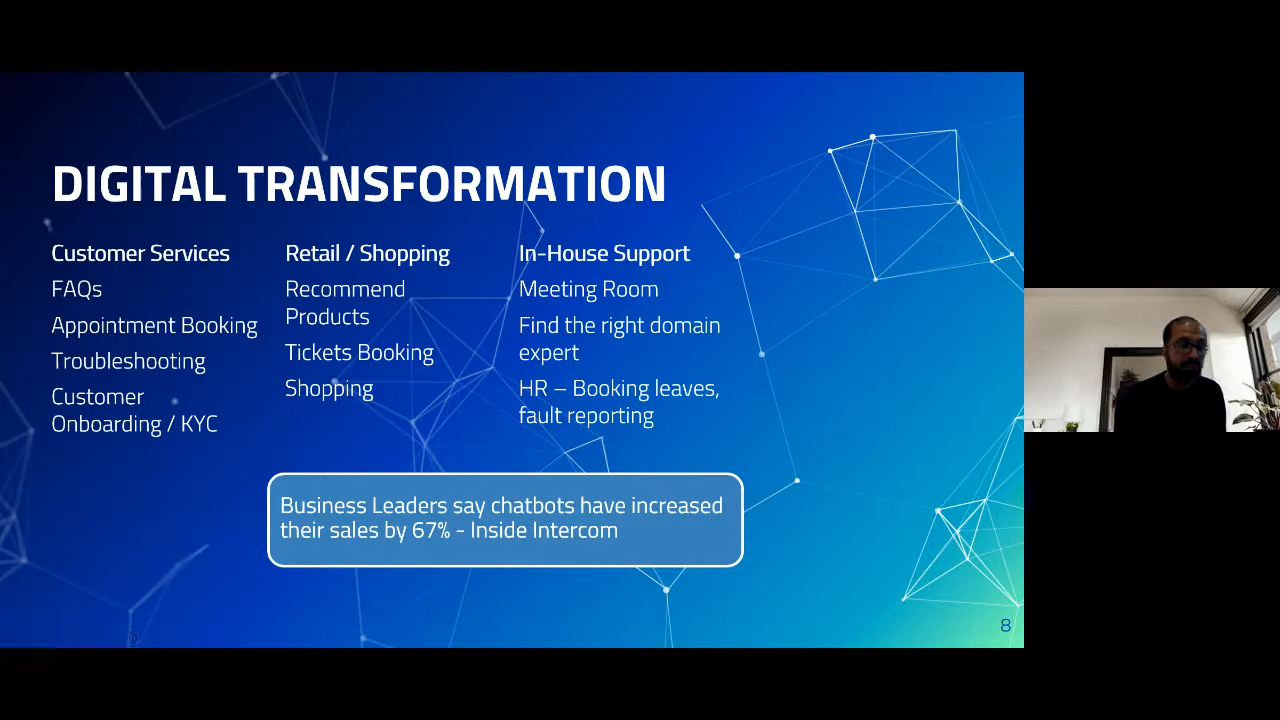 DIGITAL TRANSFORMATION
Customer Services
FAQs
Appointment Booking
Troubleshooting
Customer
Onboarding / KYC
Retail / Shopping
Recommend
Products
Tickets Booking
Shopping
In-House Support
Meeting Room
Find the right domain
expert
HR – Booking leaves,
fault reporting
Business Leaders say chatbots have increased
their sales by 67% - Inside Intercom
8